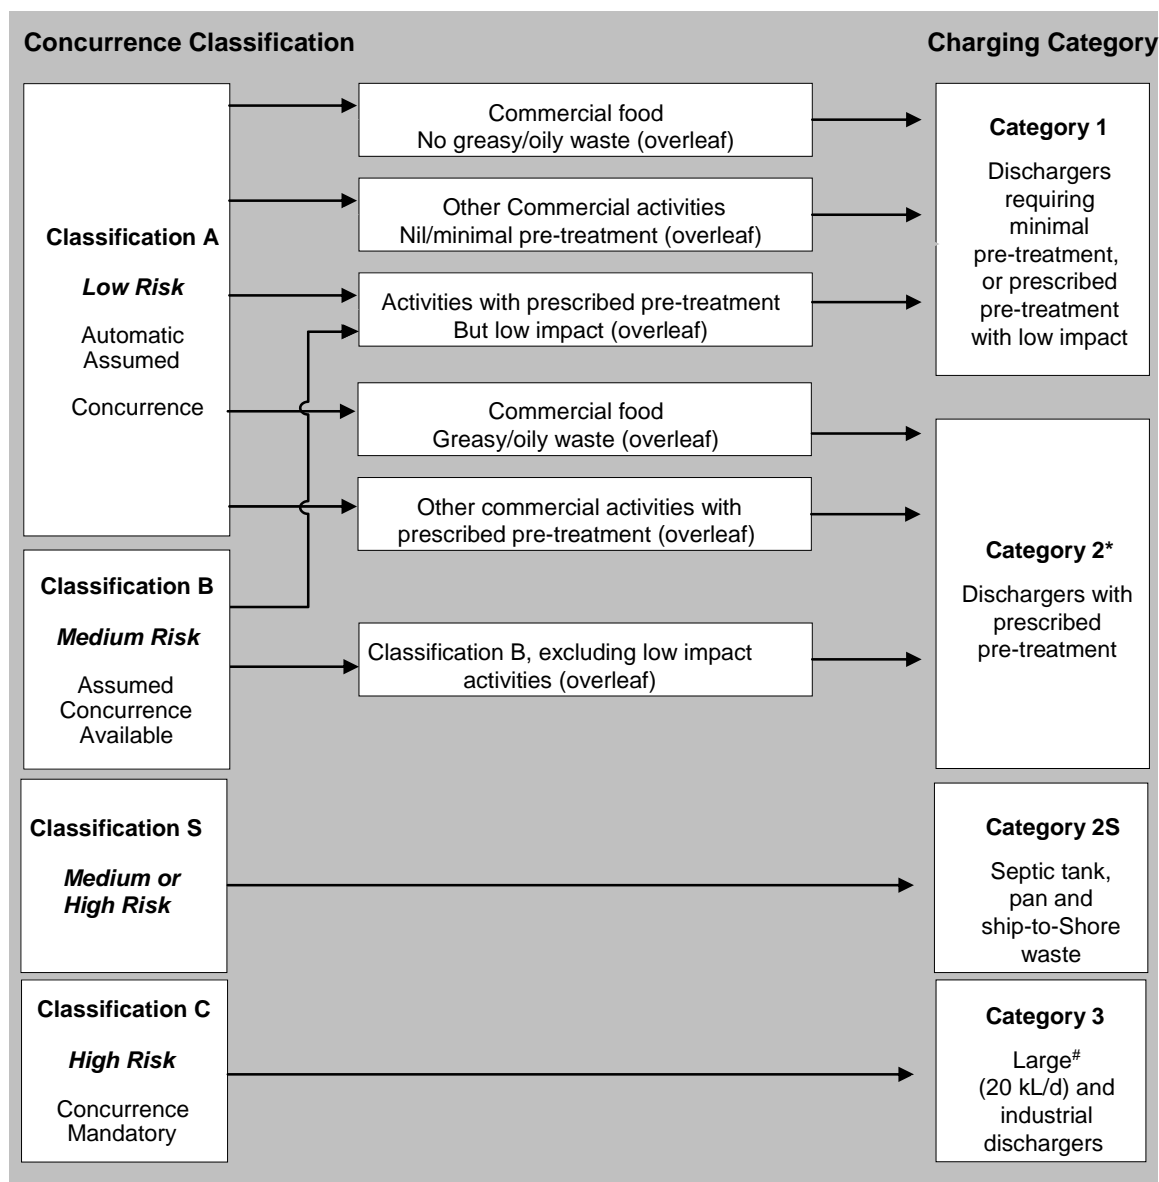 Concurrence Classification
Charging Category
Classification A
Low Risk
Automatic
Assumed
Concurrence
Commercial food
No greasy/oily waste (overleaf)
Other Commercial activities
Nil/minimal pre-treatment (overleaf)
Activities with prescribed pre-treatment
But low impact (overleaf)
Commercial food
Greasy/oily waste (overleaf)
Other commercial activities with
prescribed pre-treatment (overleaf)
Category 1
Dischargers
requiring
minimal
pre-treatment,
or prescribed
pre-treatment
with low impact
Classification B
Medium Risk
Assumed
Concurrence
Available
Classification B, excluding low impact
activities (overleaf)
Category 2*
Dischargers with
prescribed
pre-treatment
Classification S
Medium or
High Risk
Category 2S
Septic tank,
pan and
ship-to-Shore
waste
Classification C
High Risk
Concurrence
Mandatory
Category 3
Large#
(20 kL/d) and
industrial
dischargers